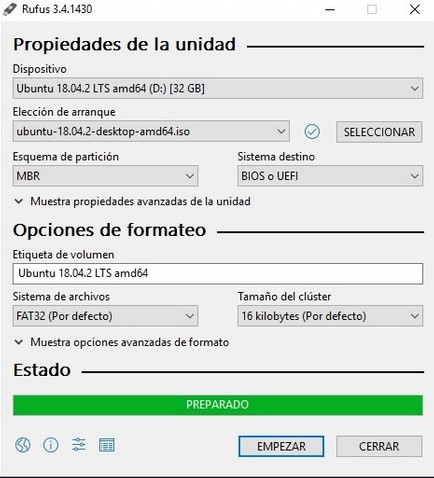 Rufus 3.4.1430
Propiedades de la unidad
Dispositivo
Ubuntu 18.04.2 LTS amd64 (D:) [32 GB]
Elección de arranque
ubuntu-18.04.2-desktop-amd64.iso
SELECCIONAR
Esquema de partición
Sistema destino
MBR
BIOS o UEFI
Muestra propiedades avanzadas de la unidad
Opciones de formateo
Etiqueta de volumen
Ubuntu 18.04.2 LTS amd64
Sistema de archivos
Tamaño del clúster
FAT32 (Por defecto)
16 kilobytes (Por defecto)
Muestra opciones avanzadas de formato
Estado
PREPARADO
EMPEZAR
CERRAR